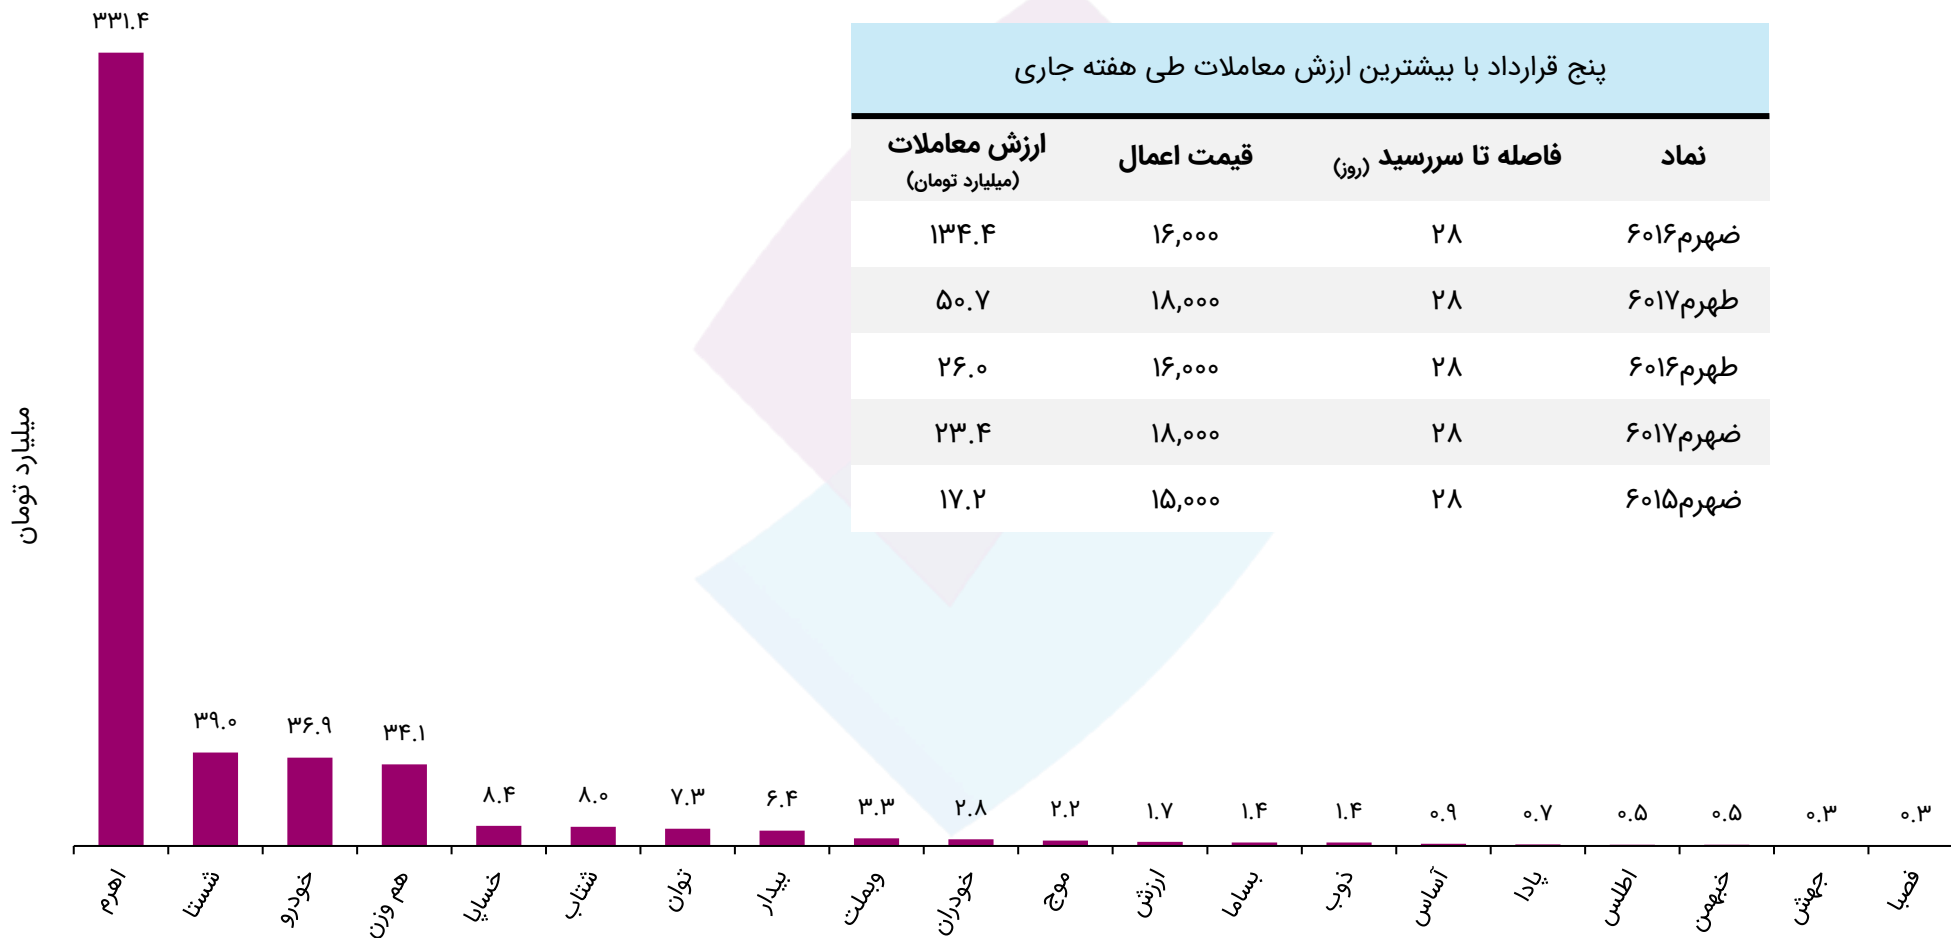 پنج قرارداد با بیشترین ارزش معاملات طی هفته جاری
نماد فاصله تا سررسید (روز) قیمت اعمال ارزش معاملات (میلیارد تومان)
ضهرم۶۰۱۶ ۲۸ ۱۶,۰۰۰ ۱۳۴.۴
طهرم۶۰۱۷ ۲۸ ۱۸,۰۰۰ ۵۰.۷
طهرم۶۰۱۶ ۲۸ ۱۶,۰۰۰ ۲۶.۰
ضهرم۶۰۱۷ ۲۸ ۱۸,۰۰۰ ۲۳.۴
ضهرم۶۰۱۵ ۲۸ ۱۵,۰۰۰ ۱۷.۲
میلیارد تومان
۳۳۱.۴ ۳۹.۰ ۳۶.۹ ۳۴.۱ ۸.۴ ۸.۰ ۷.۳ ۶.۴ ۳.۳ ۲.۸ ۲.۲ ۱.۷ ۱.۴ ۱.۴ ۰.۹ ۰.۷ ۰.۵ ۰.۵ ۰.۳ ۰.۳
اهرم شستا خودرو هم وزن خساپا شتاب توان بیدار وبملت خودران موج ارزش بساما ذوب آساس پادا اطلس خبهمن جهش فصبا